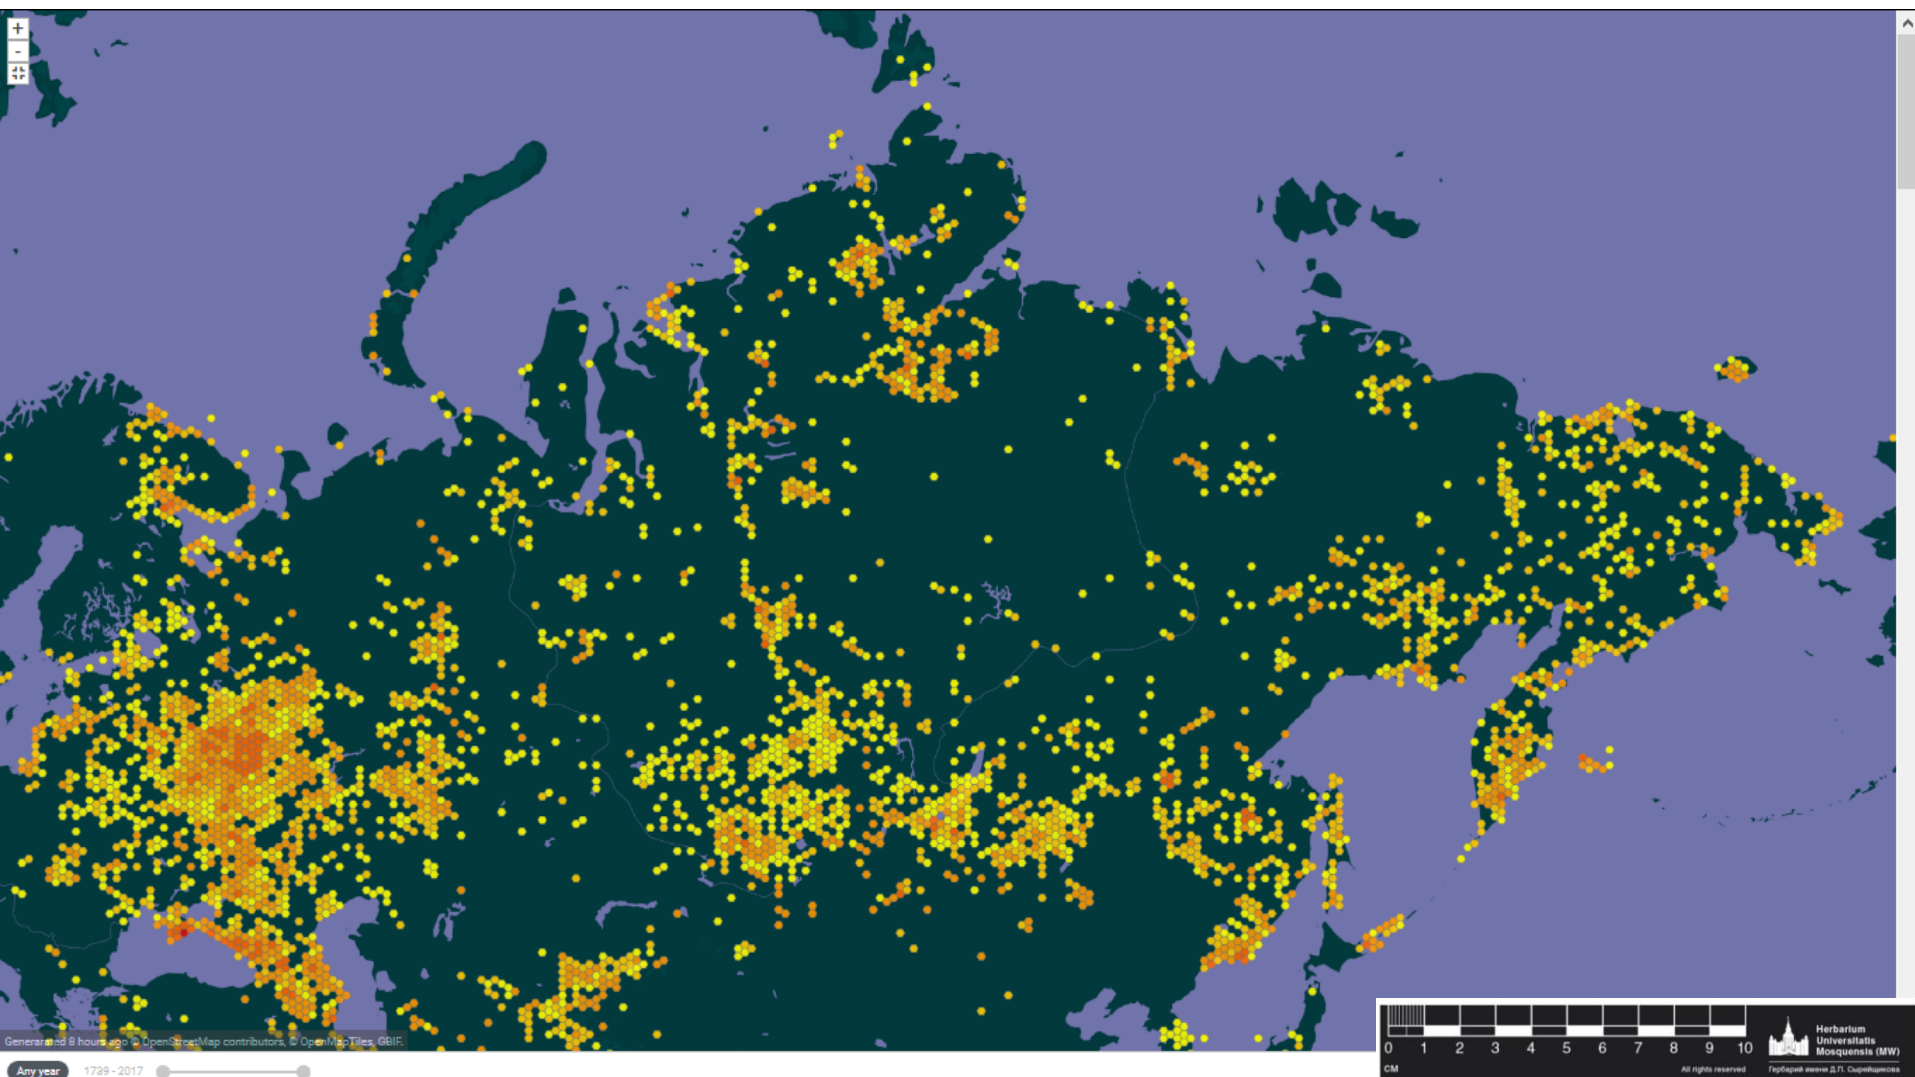 +
-
Generarated 8 hours ago © OpenStreetMap contributors, © OpenMapTiles, GBIF.
Any year
1739 - 2017
0 1 2 3 4 5 6 7 8 9 10
CM
Herbarium
Universitatis
Mosquensis (MW)
All rights reserved
Гербарий имени Д.П. Сырейщикова